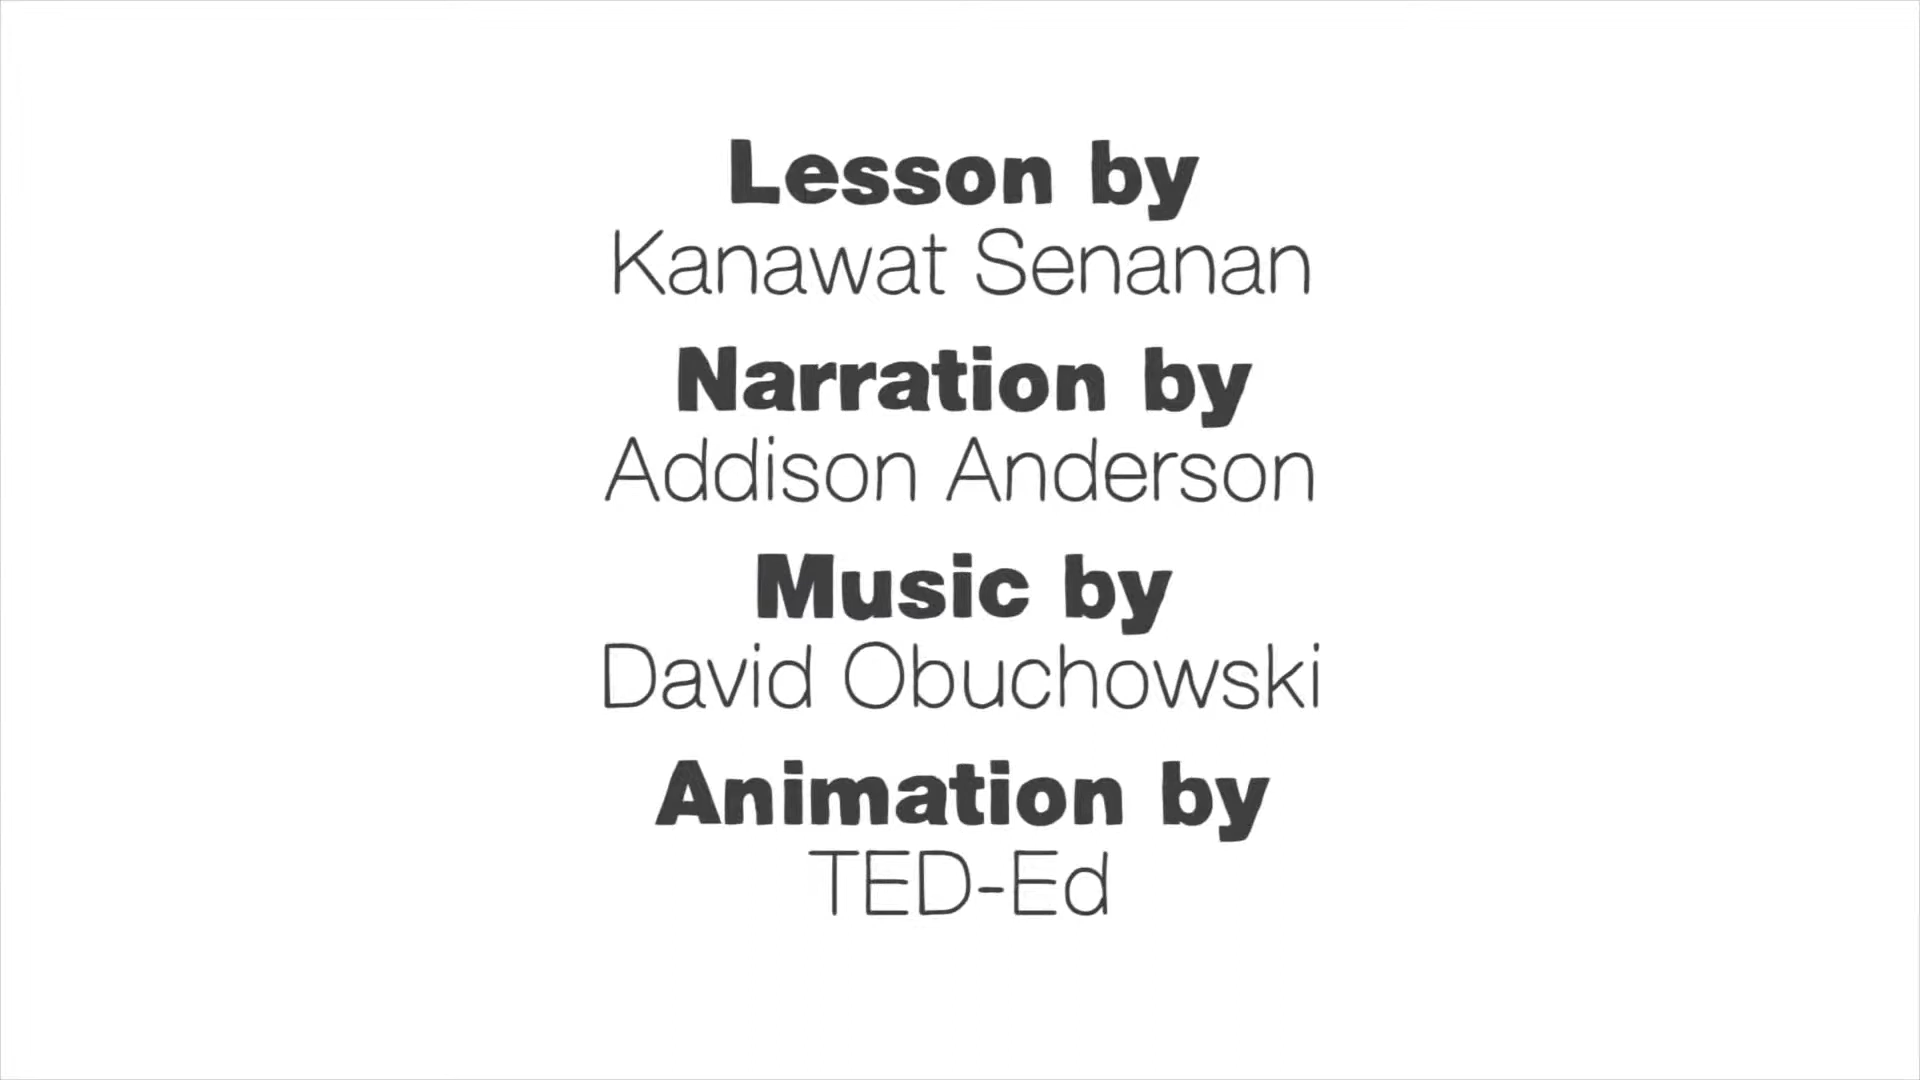 Lesson by
Kanawat Senanan
Narration by
Addison Anderson
Music by
David Obuchowski
Animation by
TED-Ed